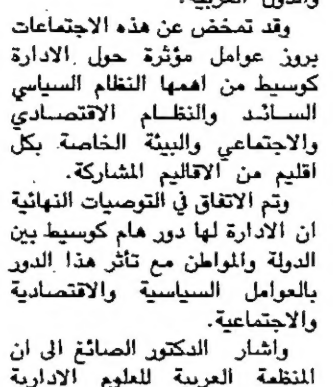 والدول العربية.
وقد تمخض عن هذه الاجتماعات
بروز عوامل مؤثرة حول الادارة
كوسيط من اهمها النظام السياسي
السائد والنظام الاقتصادي
والاجتماعي والبيئة الخاصة بكل
اقليم من الاقاليم المشاركة.
وتم الاتفاق في التوصيات النهائية
ان الادارة لها دور هام كوسيط بين
الدولة والمواطن مع تأثر هذا الدور
بالعوامل السياسية والاقتصادية
والاجتماعية.
واشار الدكتور الصائغ الى ان
المنظمة العربية للعلوم الادارية